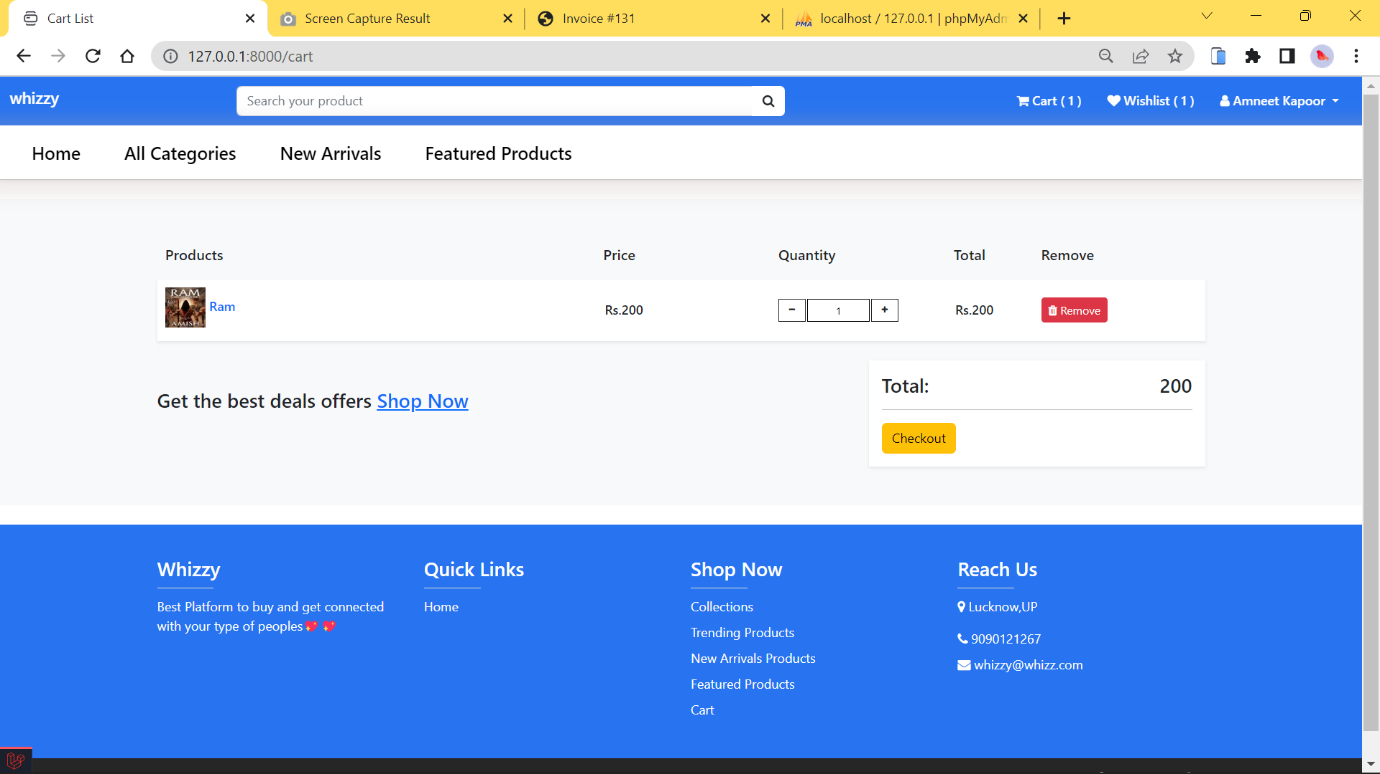 Cart List
Screen Capture Result
Invoice #131
localhost / 127.0.0.1 | phpMyAdm
127.0.0.1:8000/cart
whizzy
Search your product
Cart ( 1 )
Wishlist ( 1 )
Amneet Kapoor
Home
All Categories
New Arrivals
Featured Products
Products
Price
Quantity
Total
Remove
RAM
AMISH
Ram
Rs.200
− 1 +
Rs.200
Remove
Get the best deals offers Shop Now
Total: 200
Checkout
Whizzy
Best Platform to buy and get connected
with your type of peoples💖 💖
Quick Links
Home
Shop Now
Collections
Trending Products
New Arrivals Products
Featured Products
Cart
Reach Us
Lucknow,UP
9090121267
whizzy@whizz.com